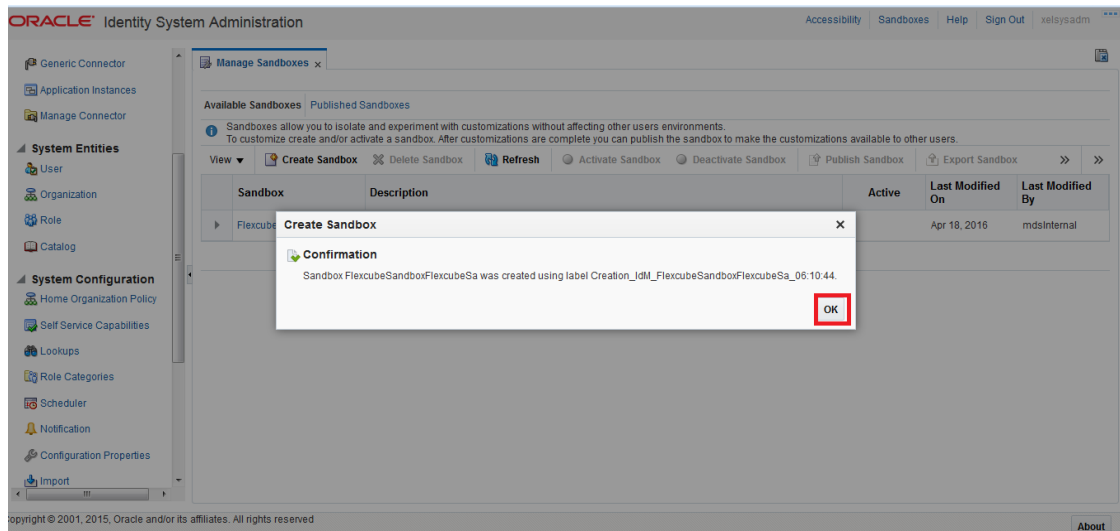 ORACLE Identity System Administration
Accessibility Sandboxes Help Sign Out xelsysadm
Generic Connector
Application Instances
Manage Connector
System Entities
User
Organization
Role
Catalog
System Configuration
Home Organization Policy
Self Service Capabilities
Lookups
Role Categories
Scheduler
Notification
Configuration Properties
Import
Manage Sandboxes
Available Sandboxes Published Sandboxes
Sandboxes allow you to isolate and experiment with customizations without affecting other users environments.
To customize create and/or activate a sandbox. After customizations are complete you can publish the sandbox to make the customizations available to other users.
View Create Sandbox Delete Sandbox Refresh Activate Sandbox Deactivate Sandbox Publish Sandbox Export Sandbox
Sandbox Description Active Last Modified On Last Modified By
Flexcube Apr 18, 2016 mdsInternal
Create Sandbox
Confirmation
Sandbox FlexcubeSandboxFlexcubeSa was created using label Creation_IdM_FlexcubeSandboxFlexcubeSa_06:10:44.
OK
opyright © 2001, 2015, Oracle and/or its affiliates. All rights reserved
About